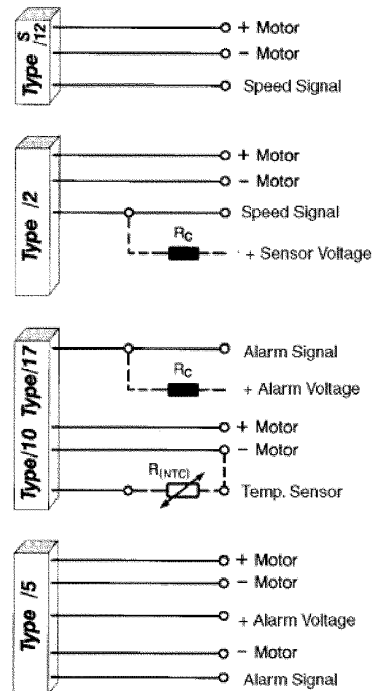 Type S/12
+ Motor
− Motor
Speed Signal
Type /2
+ Motor
− Motor
Speed Signal
RC
+ Sensor Voltage
Type/10 Type/17
Alarm Signal
RC
+ Alarm Voltage
+ Motor
− Motor
R(NTC)
Temp. Sensor
Type /5
+ Motor
− Motor
+ Alarm Voltage
− Motor
Alarm Signal